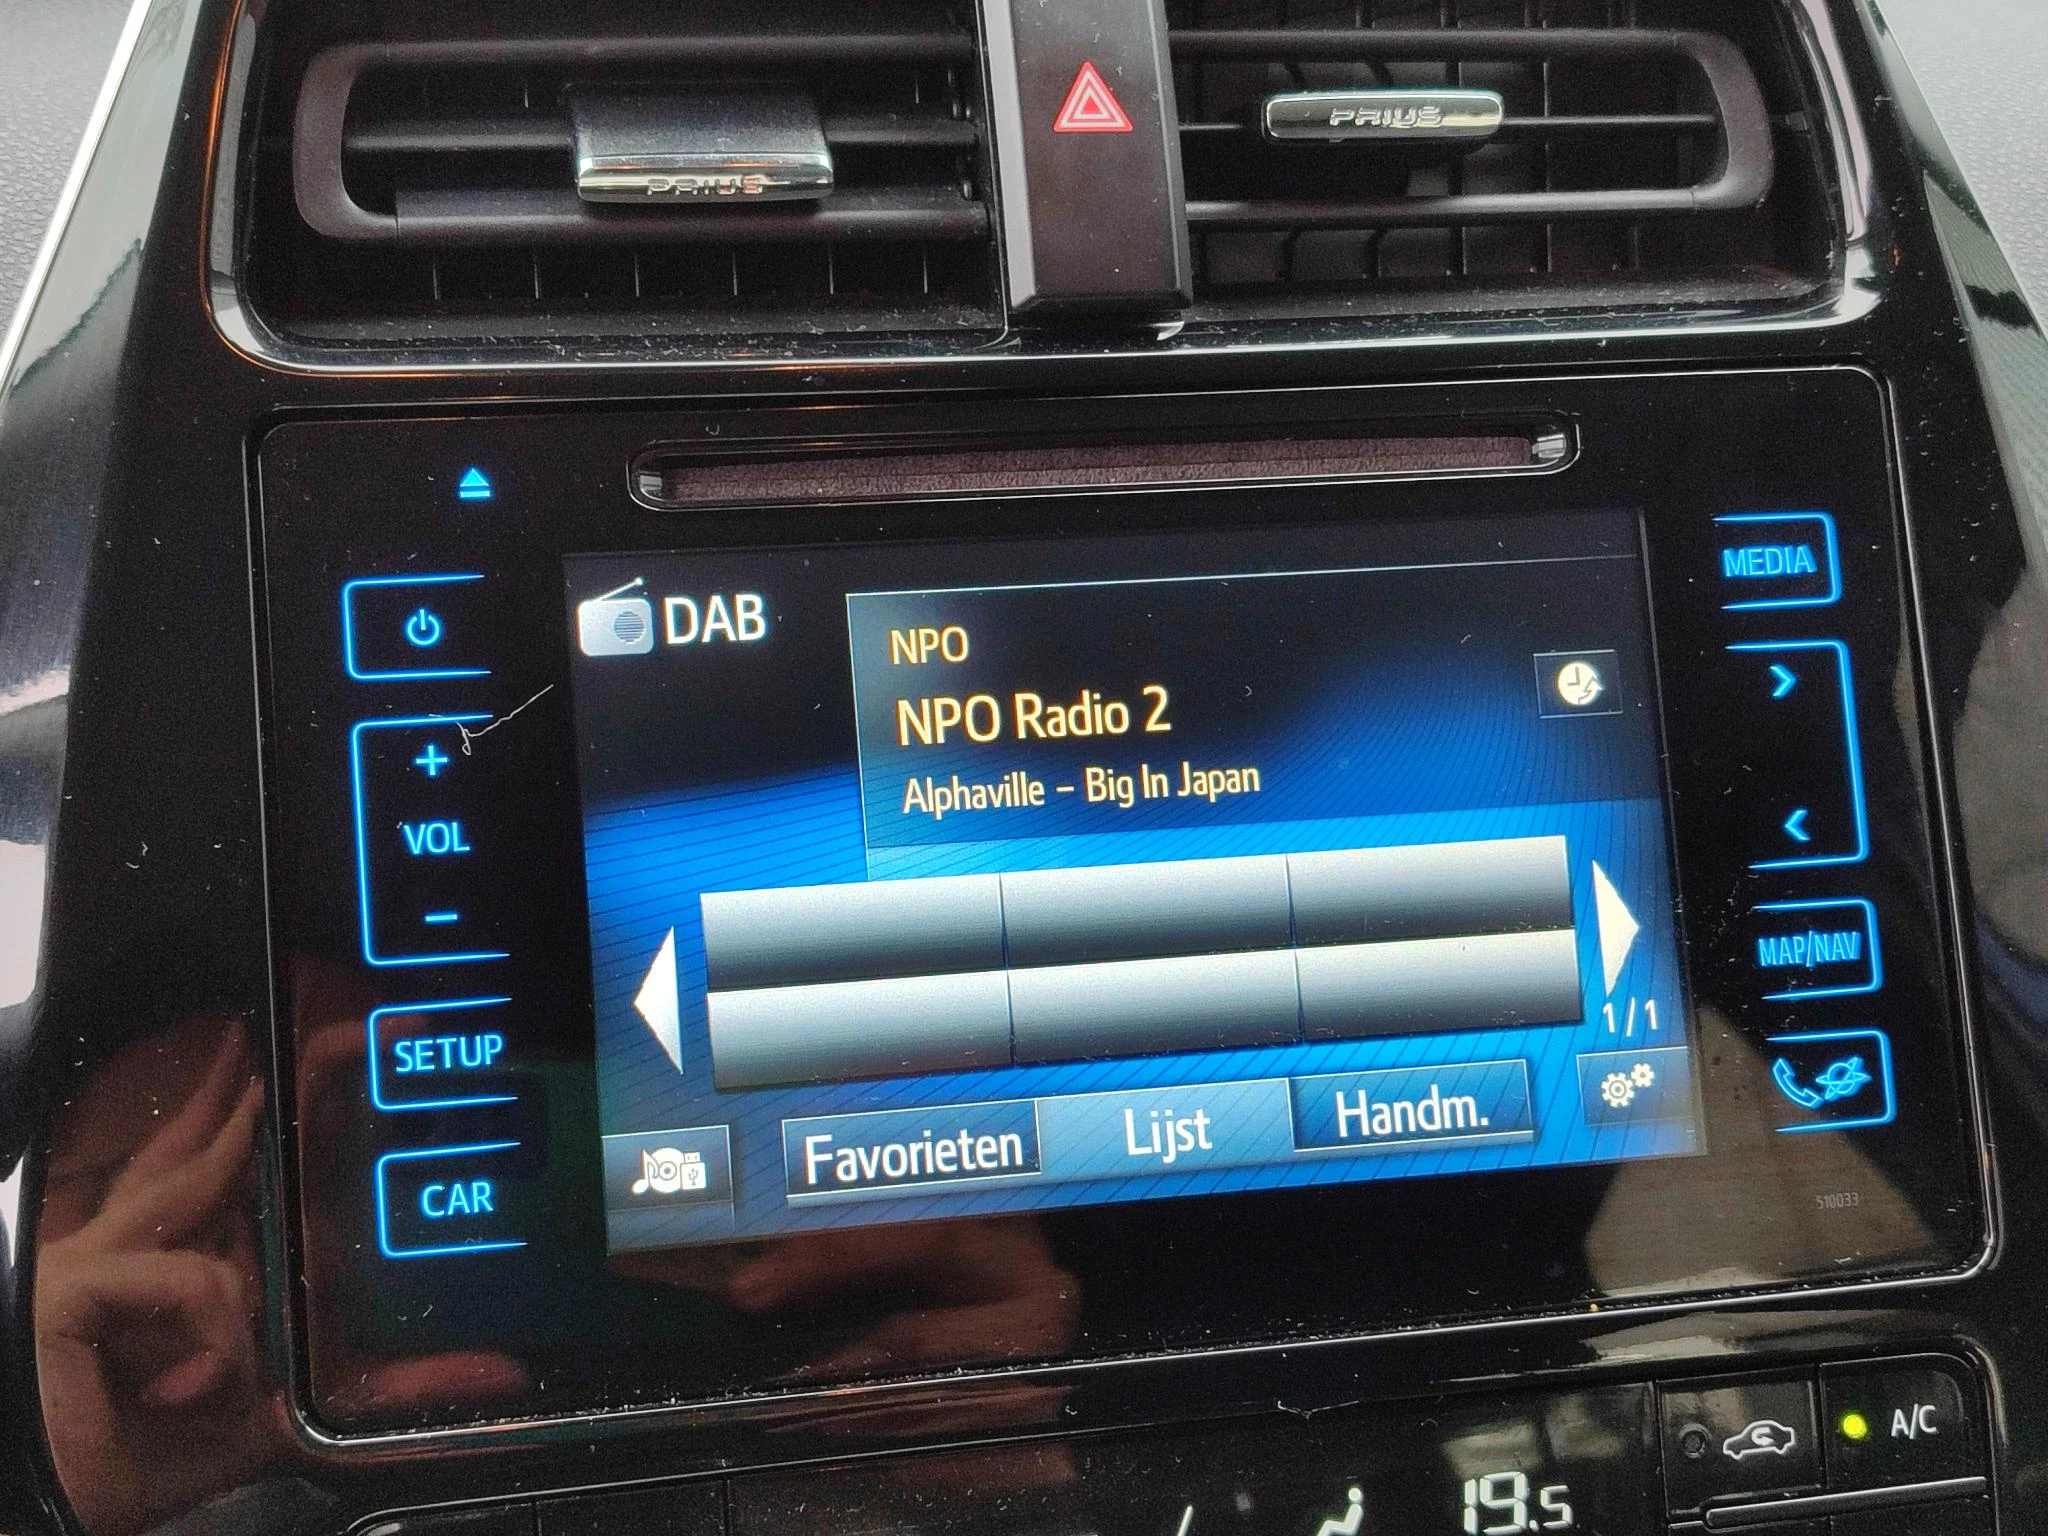 PRIUS
PRIUS
MEDIA
DAB
NPO
NPO Radio 2
Alphaville – Big In Japan
+
VOL
−
MAP/NAV
1/1
SETUP
Favorieten
Lijst
Handm.
CAR
510033
A/C
19.5